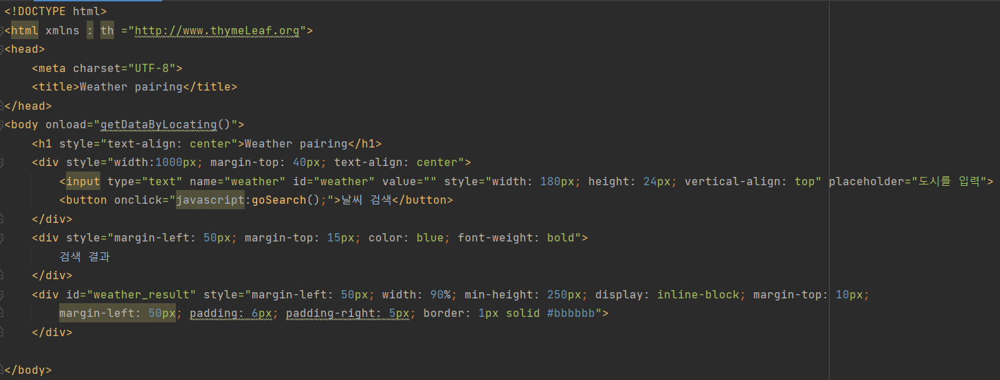 <!DOCTYPE html>
<html xmlns : th ="http://www.thymeLeaf.org">
<head>
    <meta charset="UTF-8">
    <title>Weather pairing</title>
</head>
<body onload="getDataByLocating()">
    <h1 style="text-align: center">Weather pairing</h1>
    <div style="width:1000px; margin-top: 40px; text-align: center">
        <input type="text" name="weather" id="weather" value="" style="width: 180px; height: 24px; vertical-align: top" placeholder="도시를 입력">
        <button onclick="javascript:goSearch();">날씨 검색</button>
    </div>
    <div style="margin-left: 50px; margin-top: 15px; color: blue; font-weight: bold">
        검색 결과
    </div>
    <div id="weather_result" style="margin-left: 50px; width: 90%; min-height: 250px; display: inline-block; margin-top: 10px;
        margin-left: 50px; padding: 6px; padding-right: 5px; border: 1px solid #bbbbbb">
    </div>
</body>